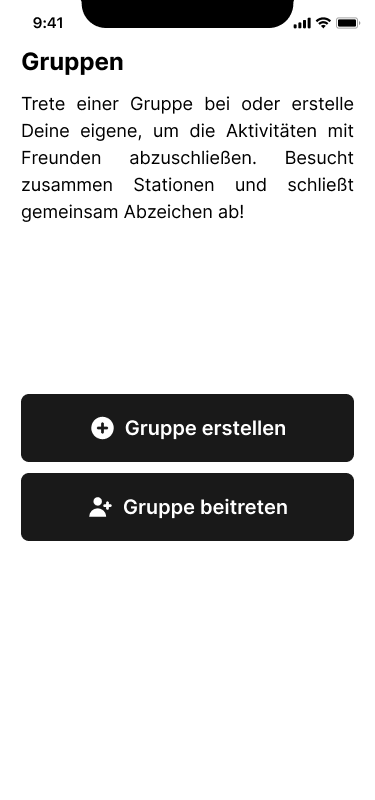 9:41
Gruppen
Trete einer Gruppe bei oder erstelle
Deine eigene, um die Aktivitäten mit
Freunden abzuschließen. Besucht
zusammen Stationen und schließt
gemeinsam Abzeichen ab!
Gruppe erstellen
Gruppe beitreten